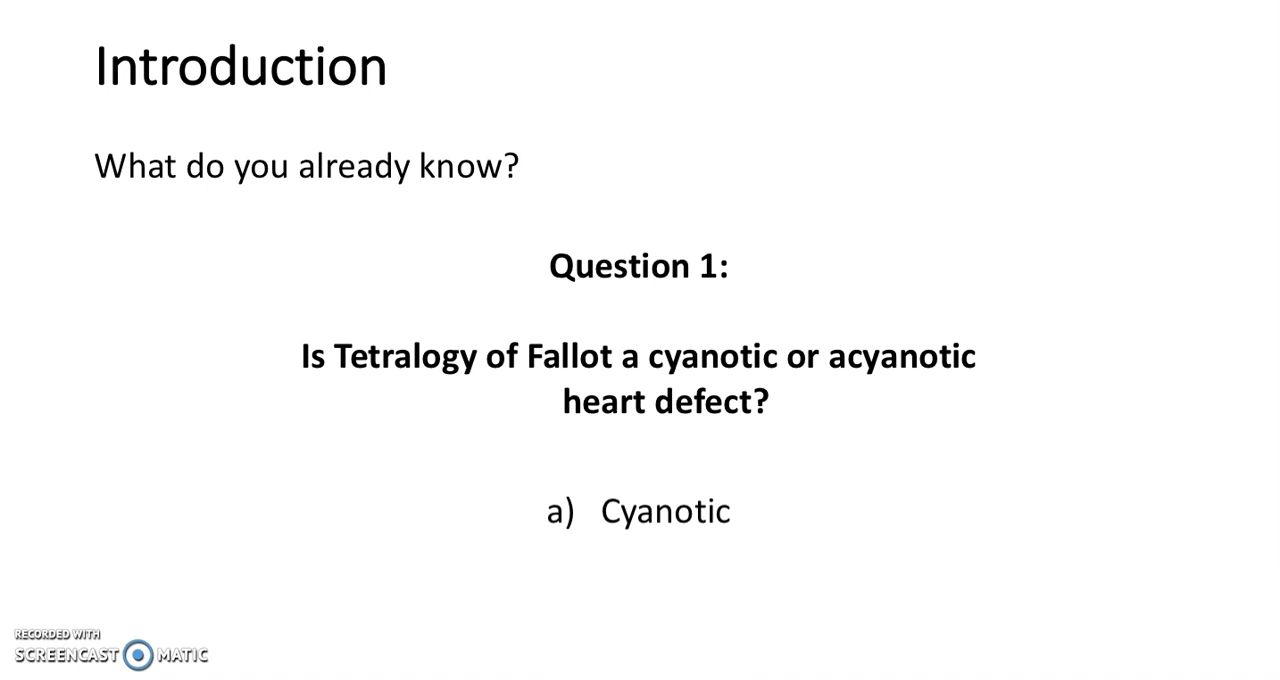 Introduction
What do you already know?
Question 1:
Is Tetralogy of Fallot a cyanotic or acyanotic
heart defect?
a) Cyanotic
RECORDED WITH
SCREENCAST MATIC